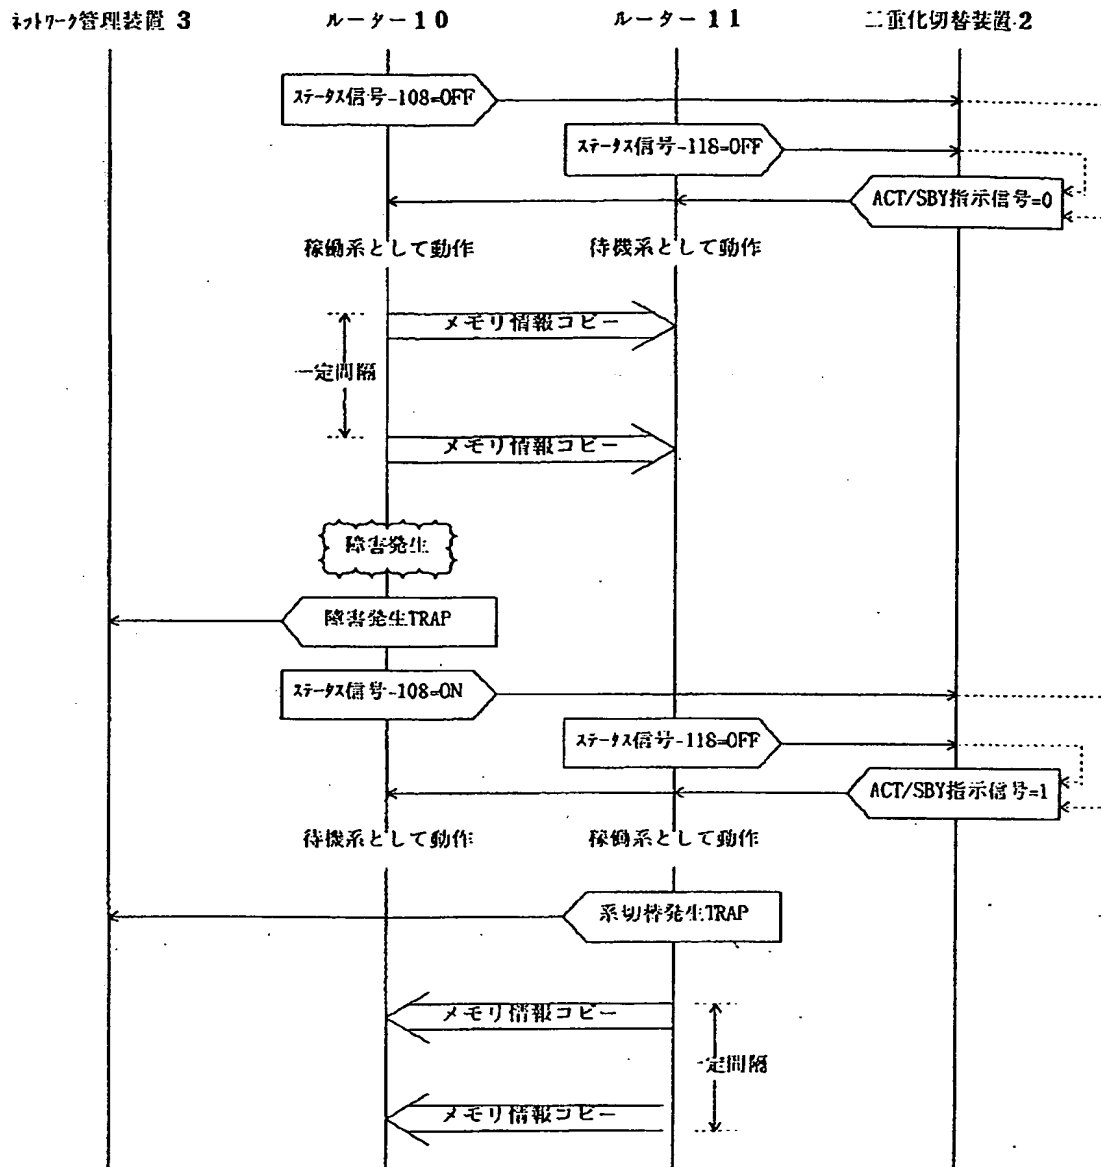 ﾈｯﾄﾜｰｸ管理装置 3
ルーター 10
ルーター 11
二重化切替装置 2
ｽﾃｰﾀｽ信号-108=OFF
ｽﾃｰﾀｽ信号-118=OFF
ACT/SBY指示信号=0
稼働系として動作
待機系として動作
メモリ情報コピー
一定間隔
メモリ情報コピー
障害発生
障害発生TRAP
ｽﾃｰﾀｽ信号-108=ON
ｽﾃｰﾀｽ信号-118=OFF
ACT/SBY指示信号=1
待機系として動作
稼働系として動作
系切替発生TRAP
メモリ情報コピー
一定間隔
メモリ情報コピー